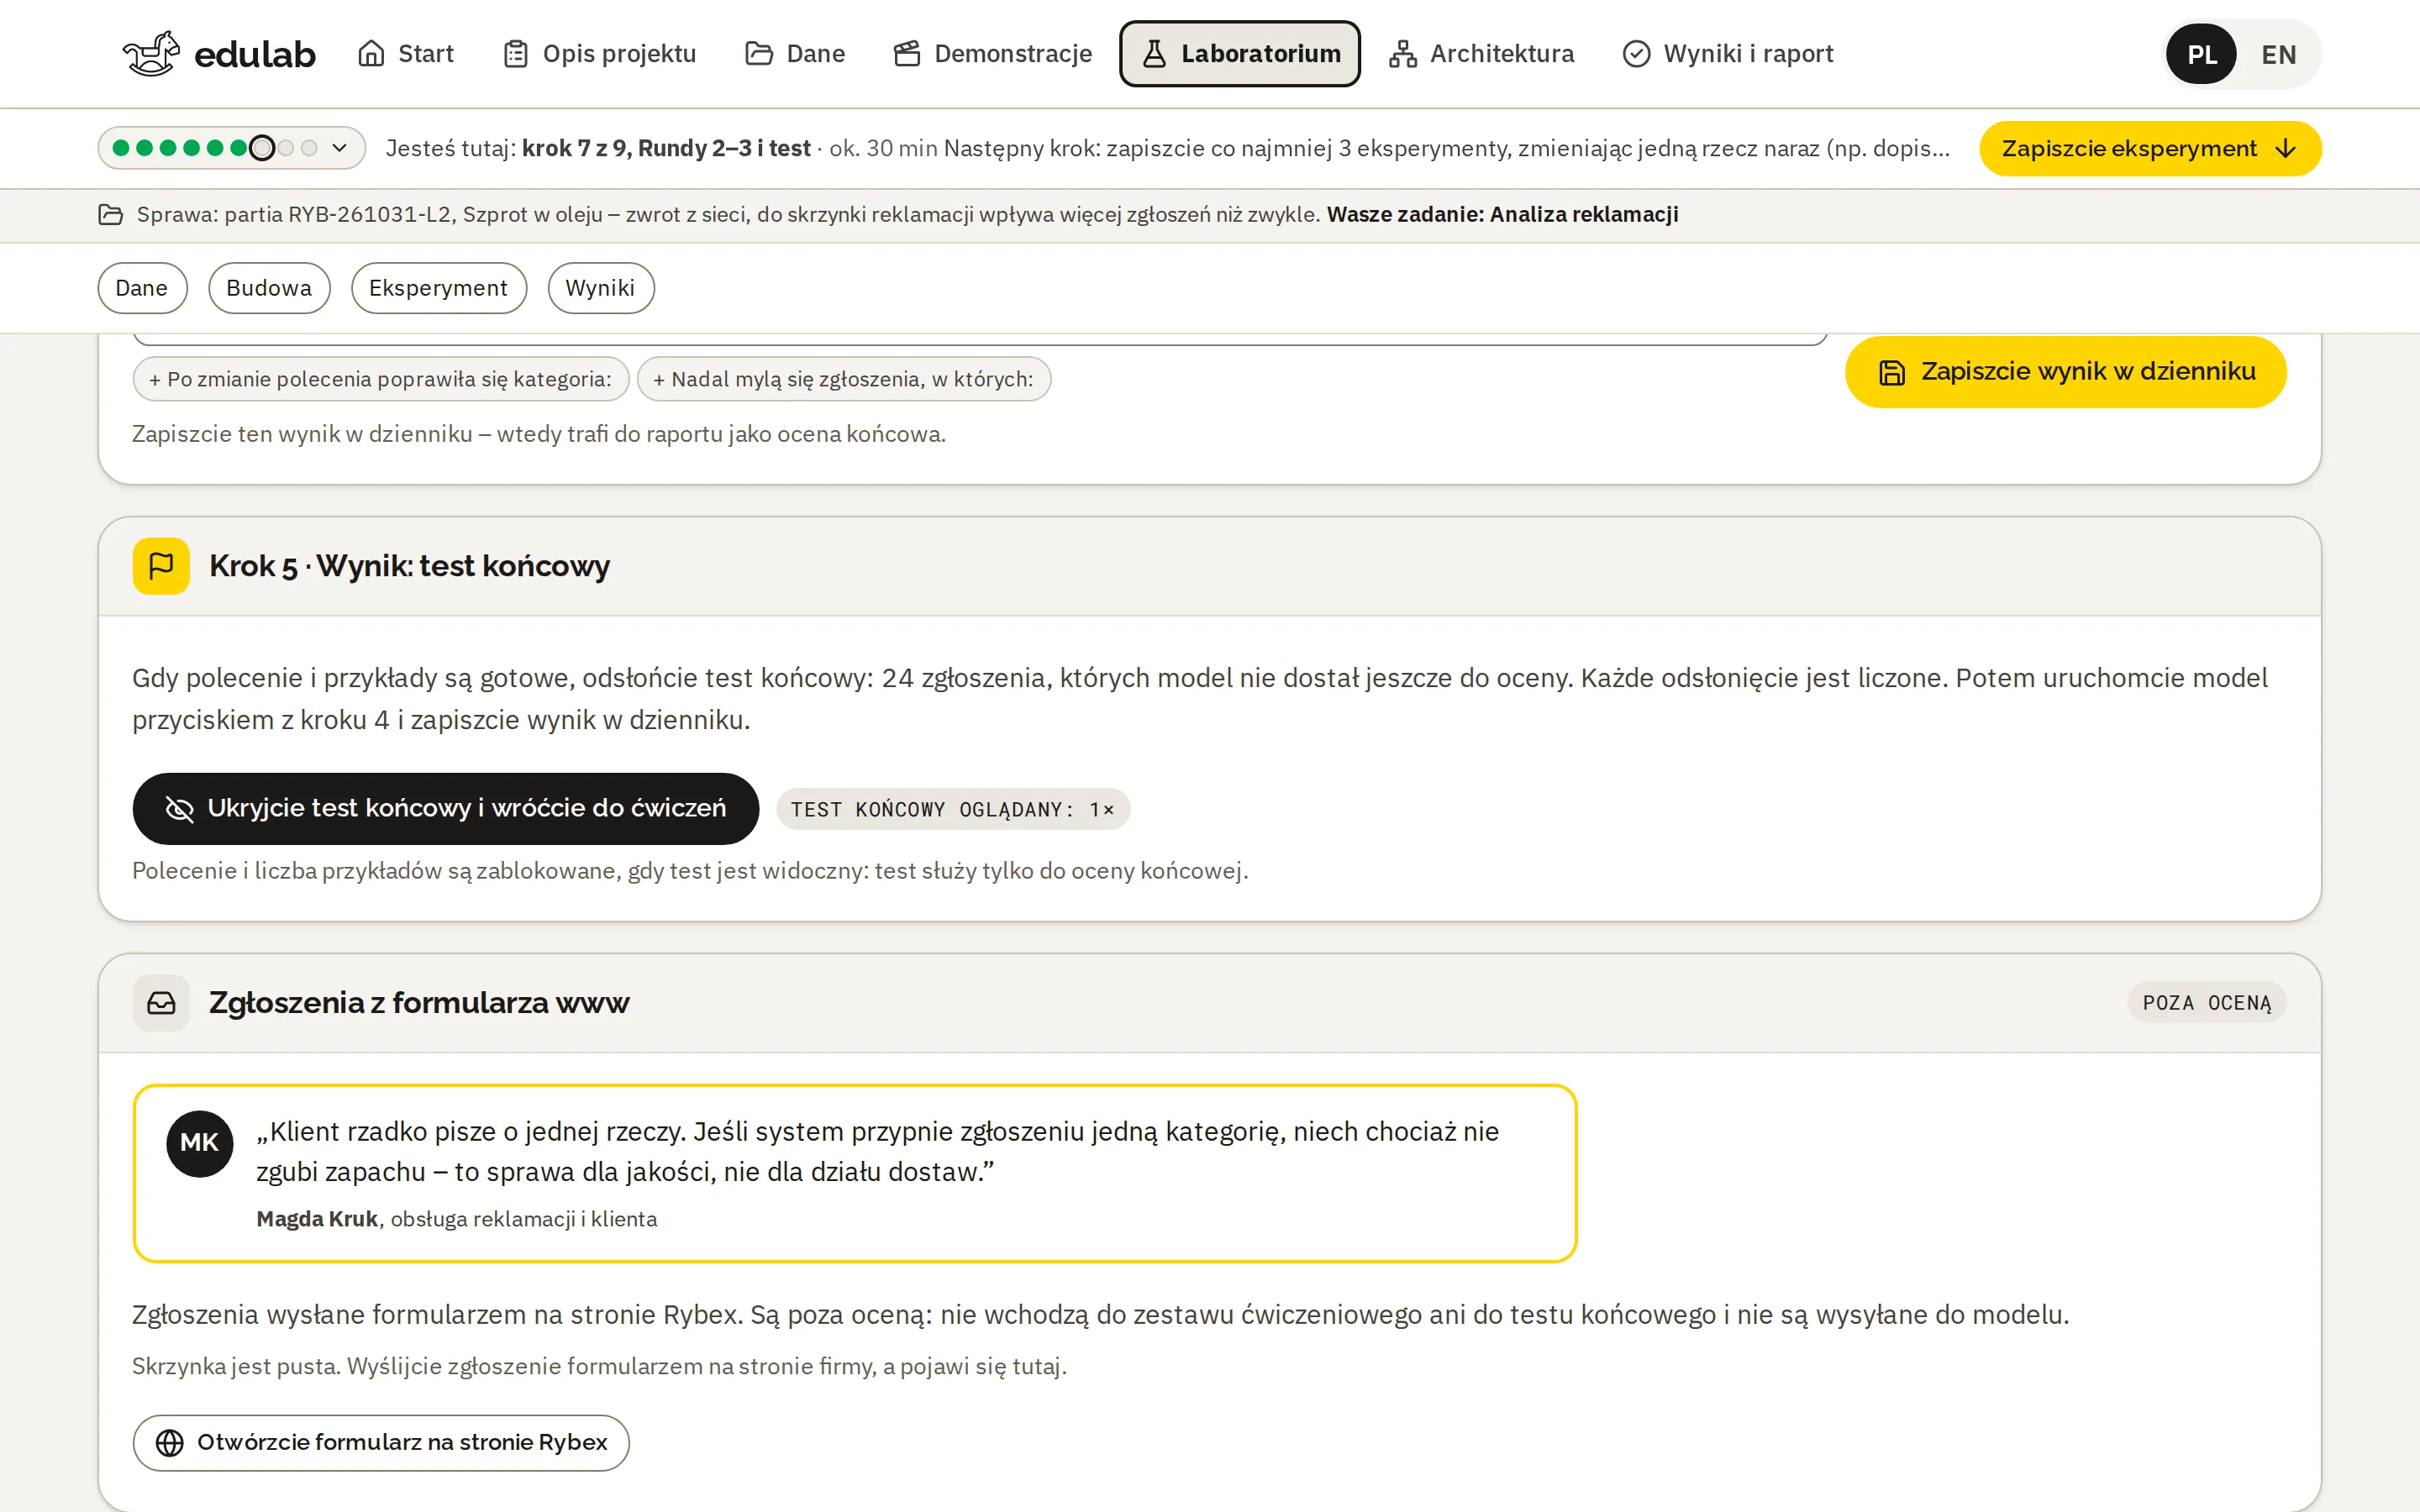 edulab
Start
Opis projektu
Dane
Demonstracje
Laboratorium
Architektura
Wyniki i raport
PL
EN
Jesteś tutaj: krok 7 z 9, Rundy 2–3 i test · ok. 30 min Następny krok: zapiszcie co najmniej 3 eksperymenty, zmieniając jedną rzecz naraz (np. dopis...
Zapiszcie eksperyment
Sprawa: partia RYB-261031-L2, Szprot w oleju – zwrot z sieci, do skrzynki reklamacji wpływa więcej zgłoszeń niż zwykle. Wasze zadanie: Analiza reklamacji
Dane
Budowa
Eksperyment
Wyniki
+ Po zmianie polecenia poprawiła się kategoria:
+ Nadal mylą się zgłoszenia, w których:
Zapiszcie wynik w dzienniku
Zapiszcie ten wynik w dzienniku – wtedy trafi do raportu jako ocena końcowa.
Krok 5 · Wynik: test końcowy
Gdy polecenie i przykłady są gotowe, odsłońcie test końcowy: 24 zgłoszenia, których model nie dostał jeszcze do oceny. Każde odsłonięcie jest liczone. Potem uruchomcie model
przyciskiem z kroku 4 i zapiszcie wynik w dzienniku.
Ukryjcie test końcowy i wróćcie do ćwiczeń
TEST KOŃCOWY OGLĄDANY: 1×
Polecenie i liczba przykładów są zablokowane, gdy test jest widoczny: test służy tylko do oceny końcowej.
Zgłoszenia z formularza www
POZA OCENĄ
MK
„Klient rzadko pisze o jednej rzeczy. Jeśli system przypnie zgłoszeniu jedną kategorię, niech chociaż nie
zgubi zapachu – to sprawa dla jakości, nie dla działu dostaw.”
Magda Kruk, obsługa reklamacji i klienta
Zgłoszenia wysłane formularzem na stronie Rybex. Są poza oceną: nie wchodzą do zestawu ćwiczeniowego ani do testu końcowego i nie są wysyłane do modelu.
Skrzynka jest pusta. Wyślijcie zgłoszenie formularzem na stronie firmy, a pojawi się tutaj.
Otwórzcie formularz na stronie Rybex